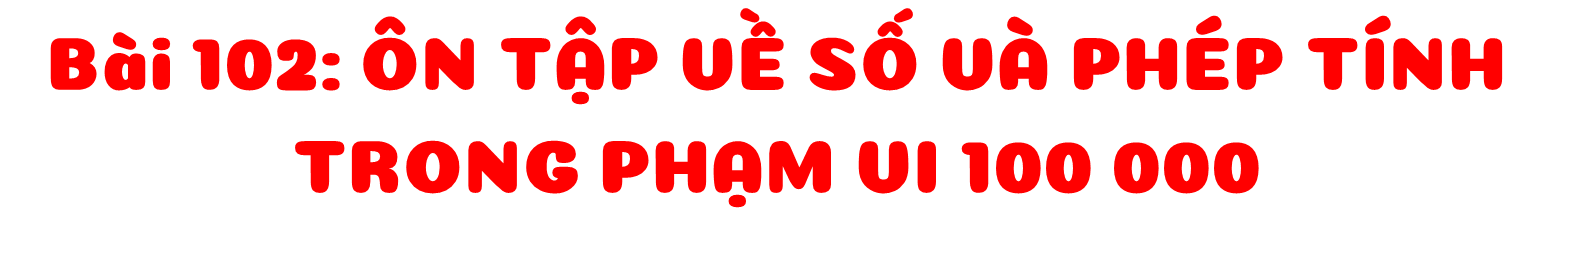 Bài 102: ÔN TẬP VỀ SỐ VÀ PHÉP TÍNH
TRONG PHẠM VI 100 000